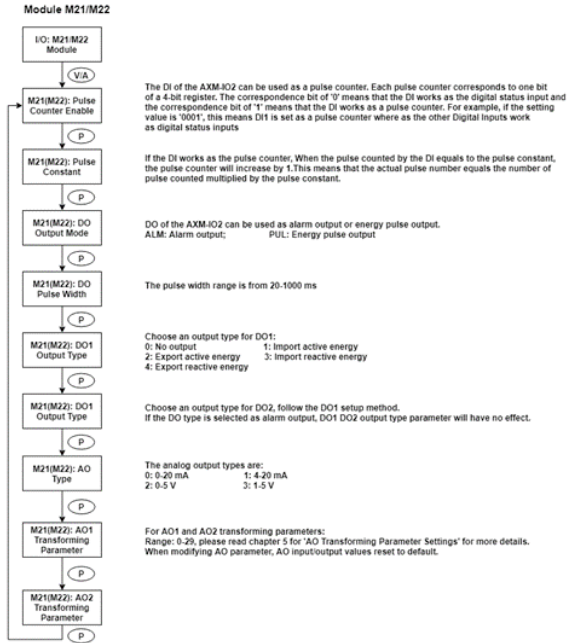 Module M21/M22
I/O: M21/M22
Module
V/A
M21(M22): Pulse
Counter Enable
The DI of the AXM-IO2 can be used as a pulse counter. Each pulse counter corresponds to one bit
of a 4-bit register. The correspondence bit of '0' means that the DI works as the digital status input and
the correspondence bit of '1' means that the DI works as a pulse counter. For example, if the setting
value is '0001', this means DI1 is set as a pulse counter where as the other Digital Inputs work
as digital status inputs
P
M21(M22): Pulse
Constant
If the DI works as the pulse counter, When the pulse counted by the DI equals to the pulse constant,
the pulse counter will increase by 1.This means that the actual pulse number equals the number of
pulse counted multiplied by the pulse constant.
P
M21(M22): DO
Output Mode
DO of the AXM-IO2 can be used as alarm output or energy pulse output.
ALM: Alarm output; PUL: Energy pulse output
P
M21(M22): DO
Pulse Width
The pulse width range is from 20-1000 ms
P
M21(M22): DO1
Output Type
Choose an output type for DO1:
0: No output 1: Import active energy
2: Export active energy 3: Import reactive energy
4: Export reactive energy
P
M21(M22): DO1
Output Type
Choose an output type for DO2, follow the DO1 setup method.
If the DO type is selected as alarm output, DO1 DO2 output type parameter will have no effect.
P
M21(M22): AO
Type
The analog output types are:
0: 0-20 mA 1: 4-20 mA
2: 0-5 V 3: 1-5 V
P
M21(M22): AO1
Transforming
Parameter
For AO1 and AO2 transforming parameters:
Range: 0-29, please read chapter 5 for 'AO Transforming Parameter Settings' for more details.
When modifying AO parameter, AO input/output values reset to default.
P
M21(M22): AO2
Transforming
Parameter
P